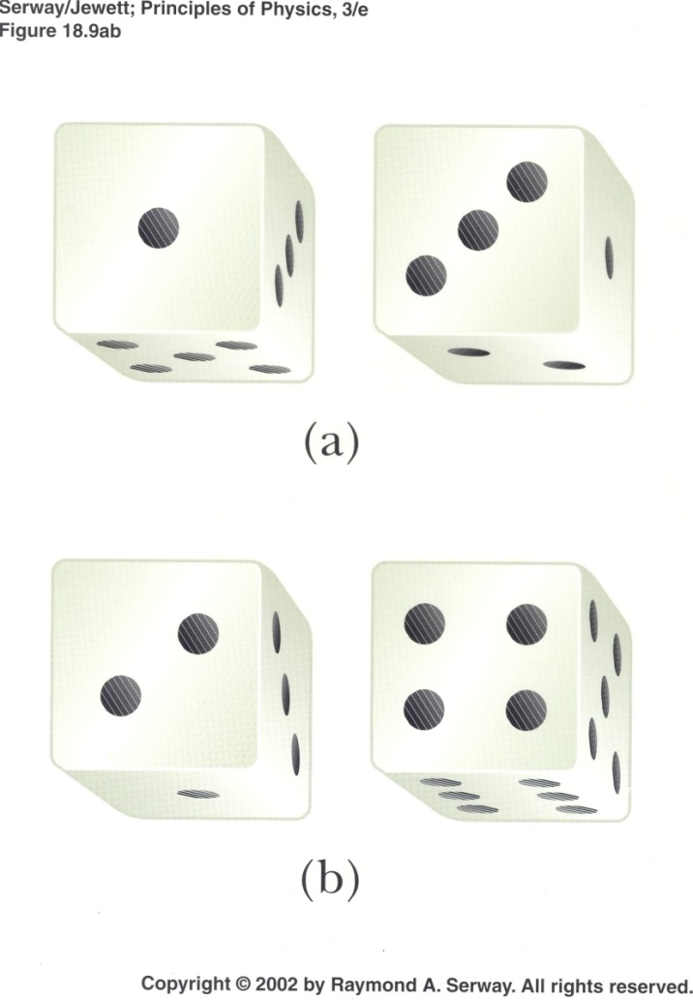 Serway/Jewett; Principles of Physics, 3/e
Figure 18.9ab
(a)
(b)
Copyright © 2002 by Raymond A. Serway. All rights reserved.